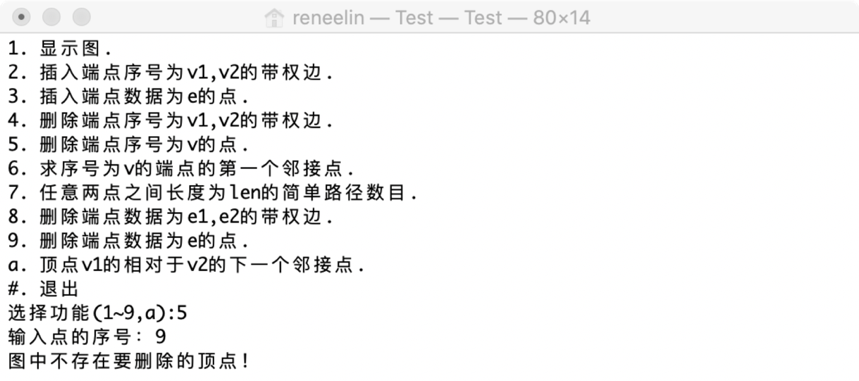 reneelin — Test — Test — 80×14
1. 显示图.
2. 插入端点序号为v1,v2的带权边.
3. 插入端点数据为e的点.
4. 删除端点序号为v1,v2的带权边.
5. 删除端点序号为v的点.
6. 求序号为v的端点的第一个邻接点.
7. 任意两点之间长度为len的简单路径数目.
8. 删除端点数据为e1,e2的带权边.
9. 删除端点数据为e的点.
a. 顶点v1的相对于v2的下一个邻接点.
#. 退出
选择功能(1~9,a):5
输入点的序号: 9
图中不存在要删除的顶点!